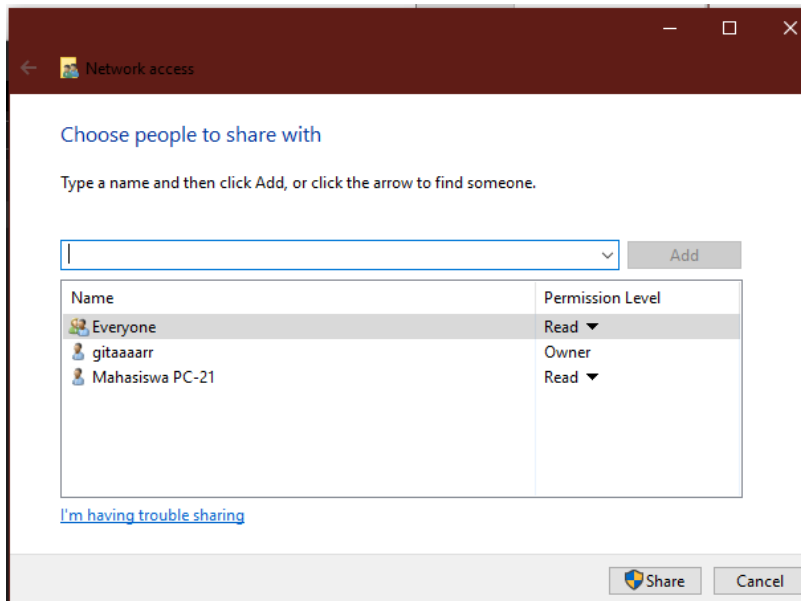 Network access
Choose people to share with
Type a name and then click Add, or click the arrow to find someone.
Add
Name Permission Level
Everyone Read
gitaaaarr Owner
Mahasiswa PC-21 Read
I'm having trouble sharing
Share Cancel